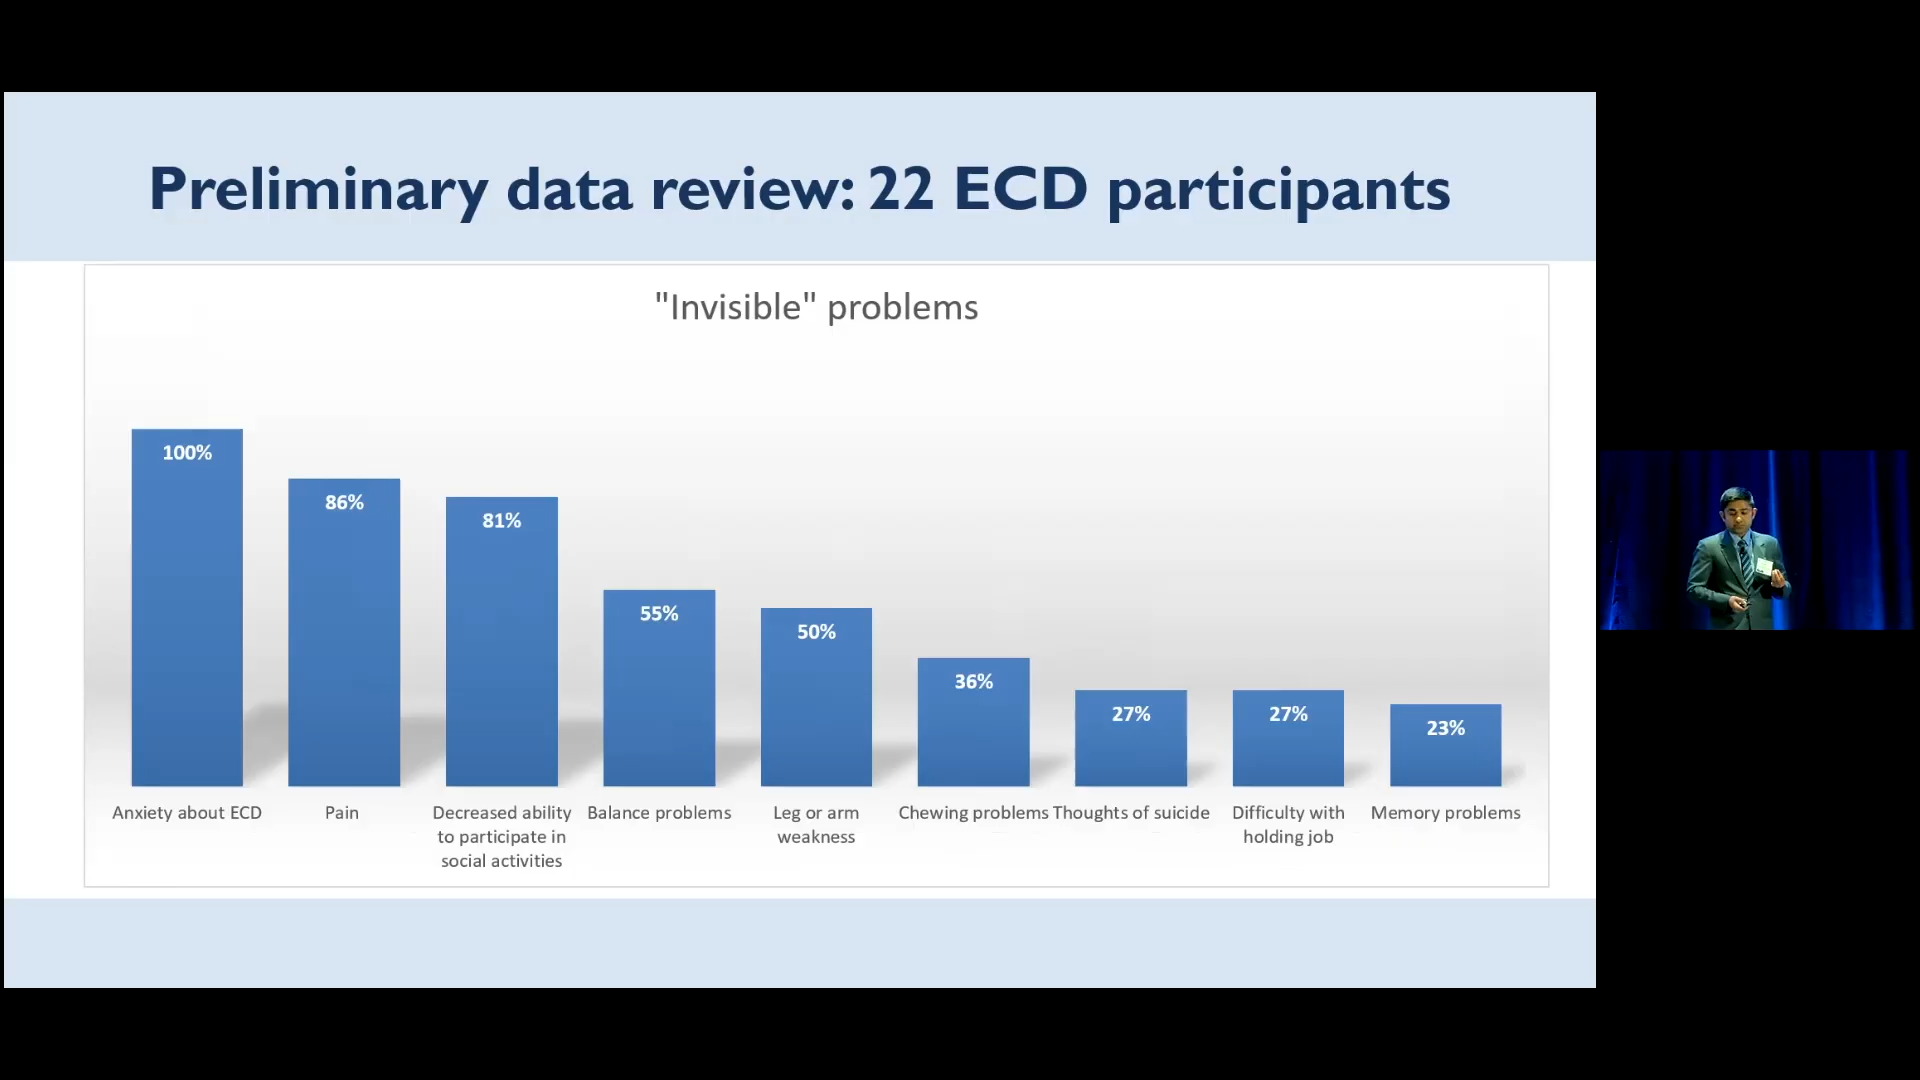 Preliminary data review: 22 ECD participants
"Invisible" problems
100%
86%
81%
55%
50%
36%
27%
27%
23%
Anxiety about ECD
Pain
Decreased ability
to participate in
social activities
Balance problems
Leg or arm
weakness
Chewing problems
Thoughts of suicide
Difficulty with
holding job
Memory problems